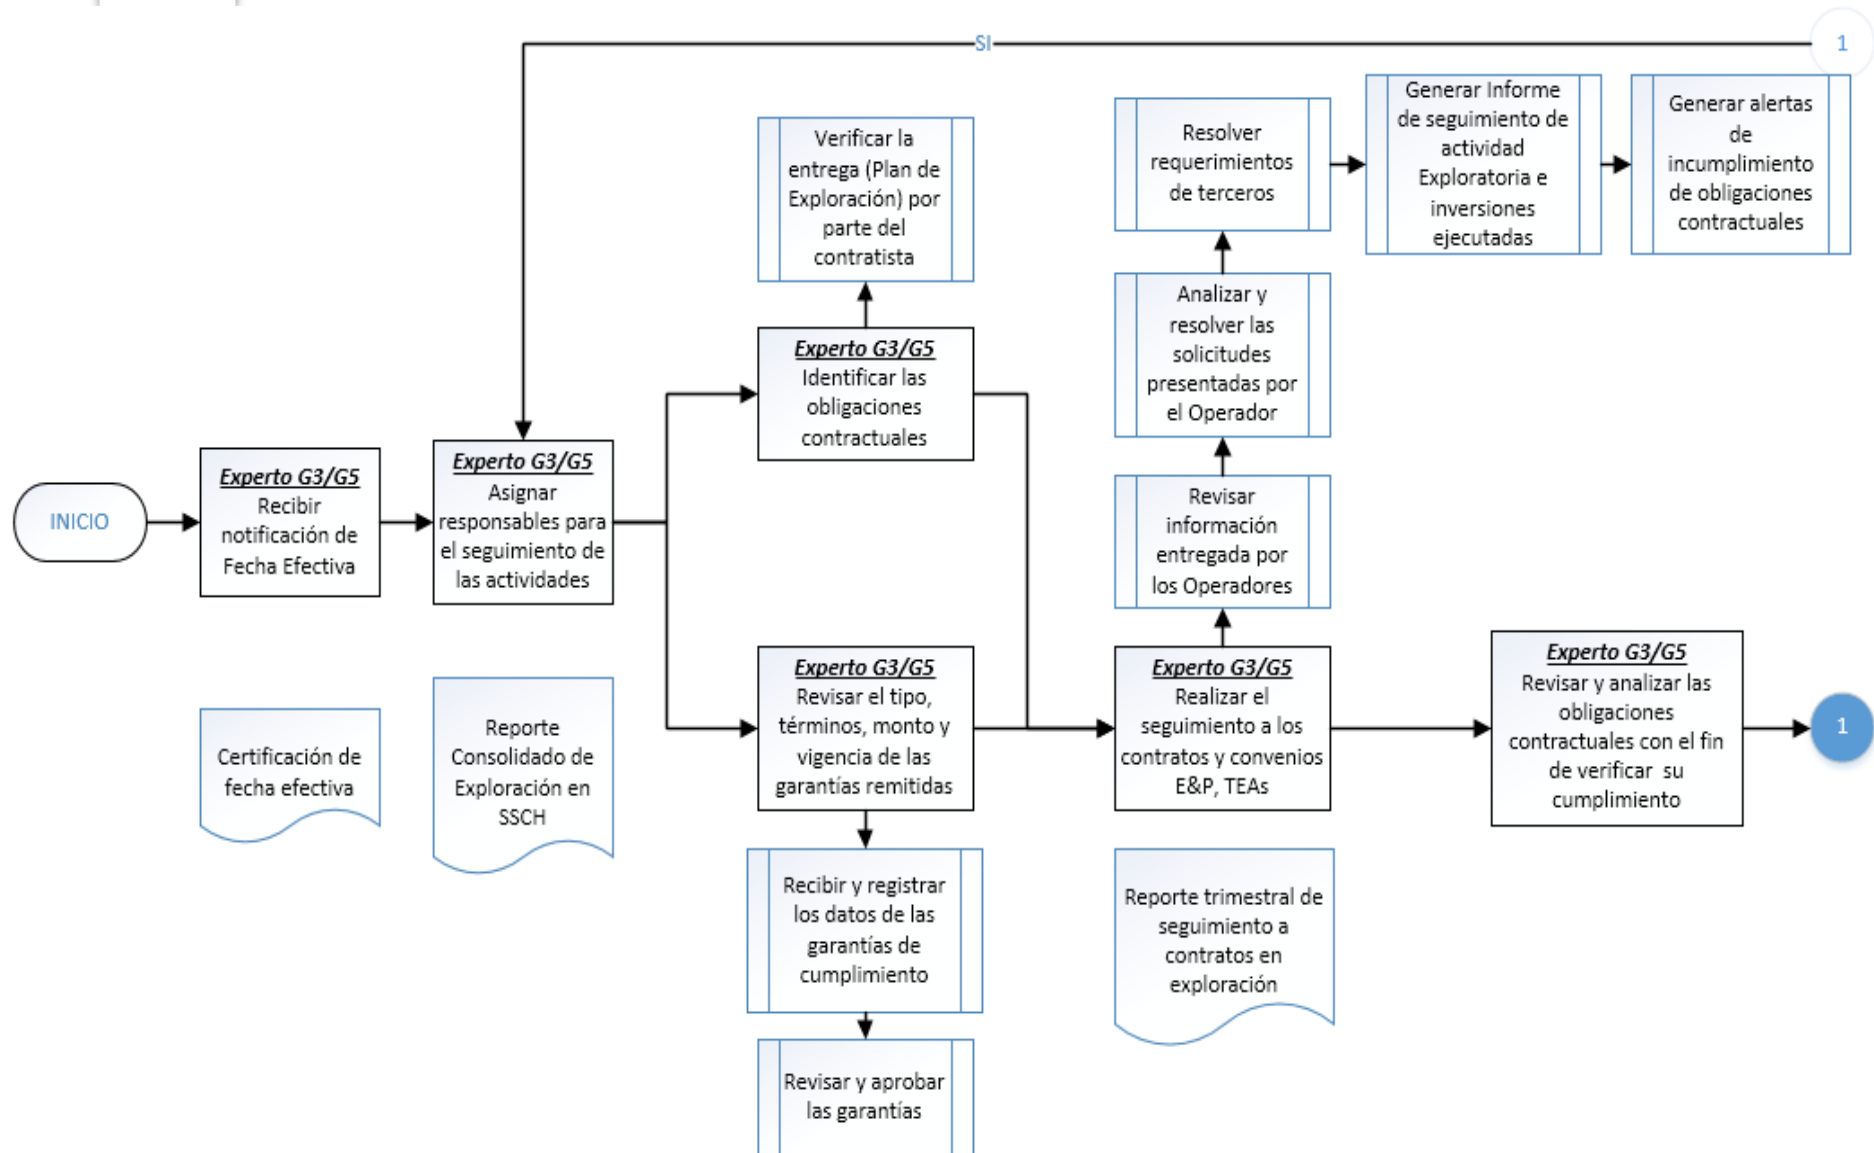 SI
1
Verificar la
entrega (Plan de
Exploración) por
parte del
contratista
Resolver
requerimientos
de terceros
Generar Informe
de seguimiento de
actividad
Exploratoria e
inversiones
ejecutadas
Generar alertas
de
incumplimiento
de obligaciones
contractuales
Analizar y
resolver las
solicitudes
presentadas por
el Operador
Experto G3/G5
Identificar las
obligaciones
contractuales
INICIO
Experto G3/G5
Recibir
notificación de
Fecha Efectiva
Experto G3/G5
Asignar
responsables para
el seguimiento de
las actividades
Revisar
información
entregada por
los Operadores
Experto G3/G5
Revisar el tipo,
términos, monto y
vigencia de las
garantías remitidas
Experto G3/G5
Realizar el
seguimiento a los
contratos y convenios
E&P, TEAs
Experto G3/G5
Revisar y analizar las
obligaciones
contractuales con el fin
de verificar su
cumplimiento
1
Certificación de
fecha efectiva
Reporte
Consolidado de
Exploración en
SSCH
Recibir y registrar
los datos de las
garantías de
cumplimiento
Reporte trimestral de
seguimiento a
contratos en
exploración
Revisar y aprobar
las garantías